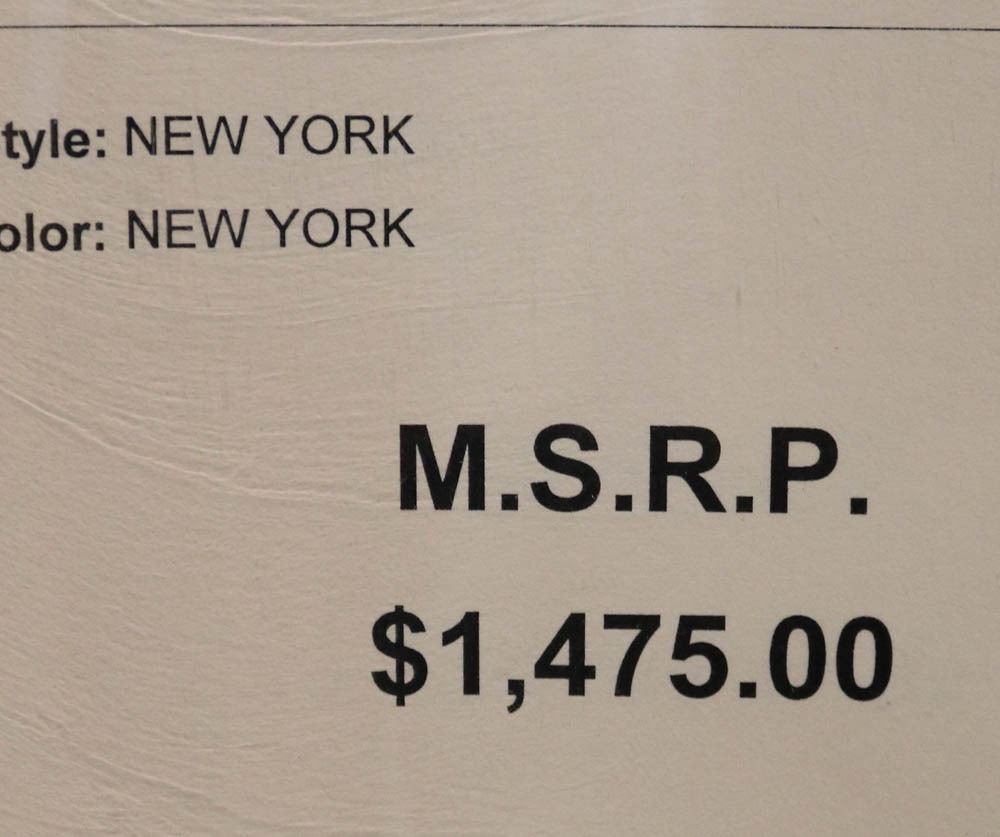 tyle: NEW YORK
olor: NEW YORK
M.S.R.P.
$1,475.00